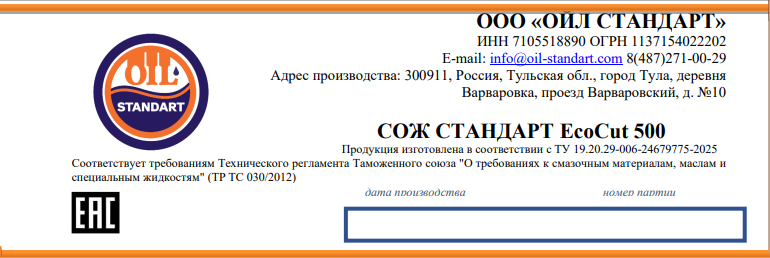 ООО «ОЙЛ СТАНДАРТ»
ИНН 7105518890 ОГРН 1137154022202
E-mail: info@oil-standart.com 8(487)271-00-29
Адрес производства: 300911, Россия, Тульская обл., город Тула, деревня
Варваровка, проезд Варваровский, д. №10
OIL
STANDART
СОЖ СТАНДАРТ EcoCut 500
Продукция изготовлена в соответствии с ТУ 19.20.29-006-24679775-2025
Соответствует требованиям Технического регламента Таможенного союза "О требованиях к смазочным материалам, маслам и
специальным жидкостям" (ТР ТС 030/2012)
дата производства номер партии
EAC